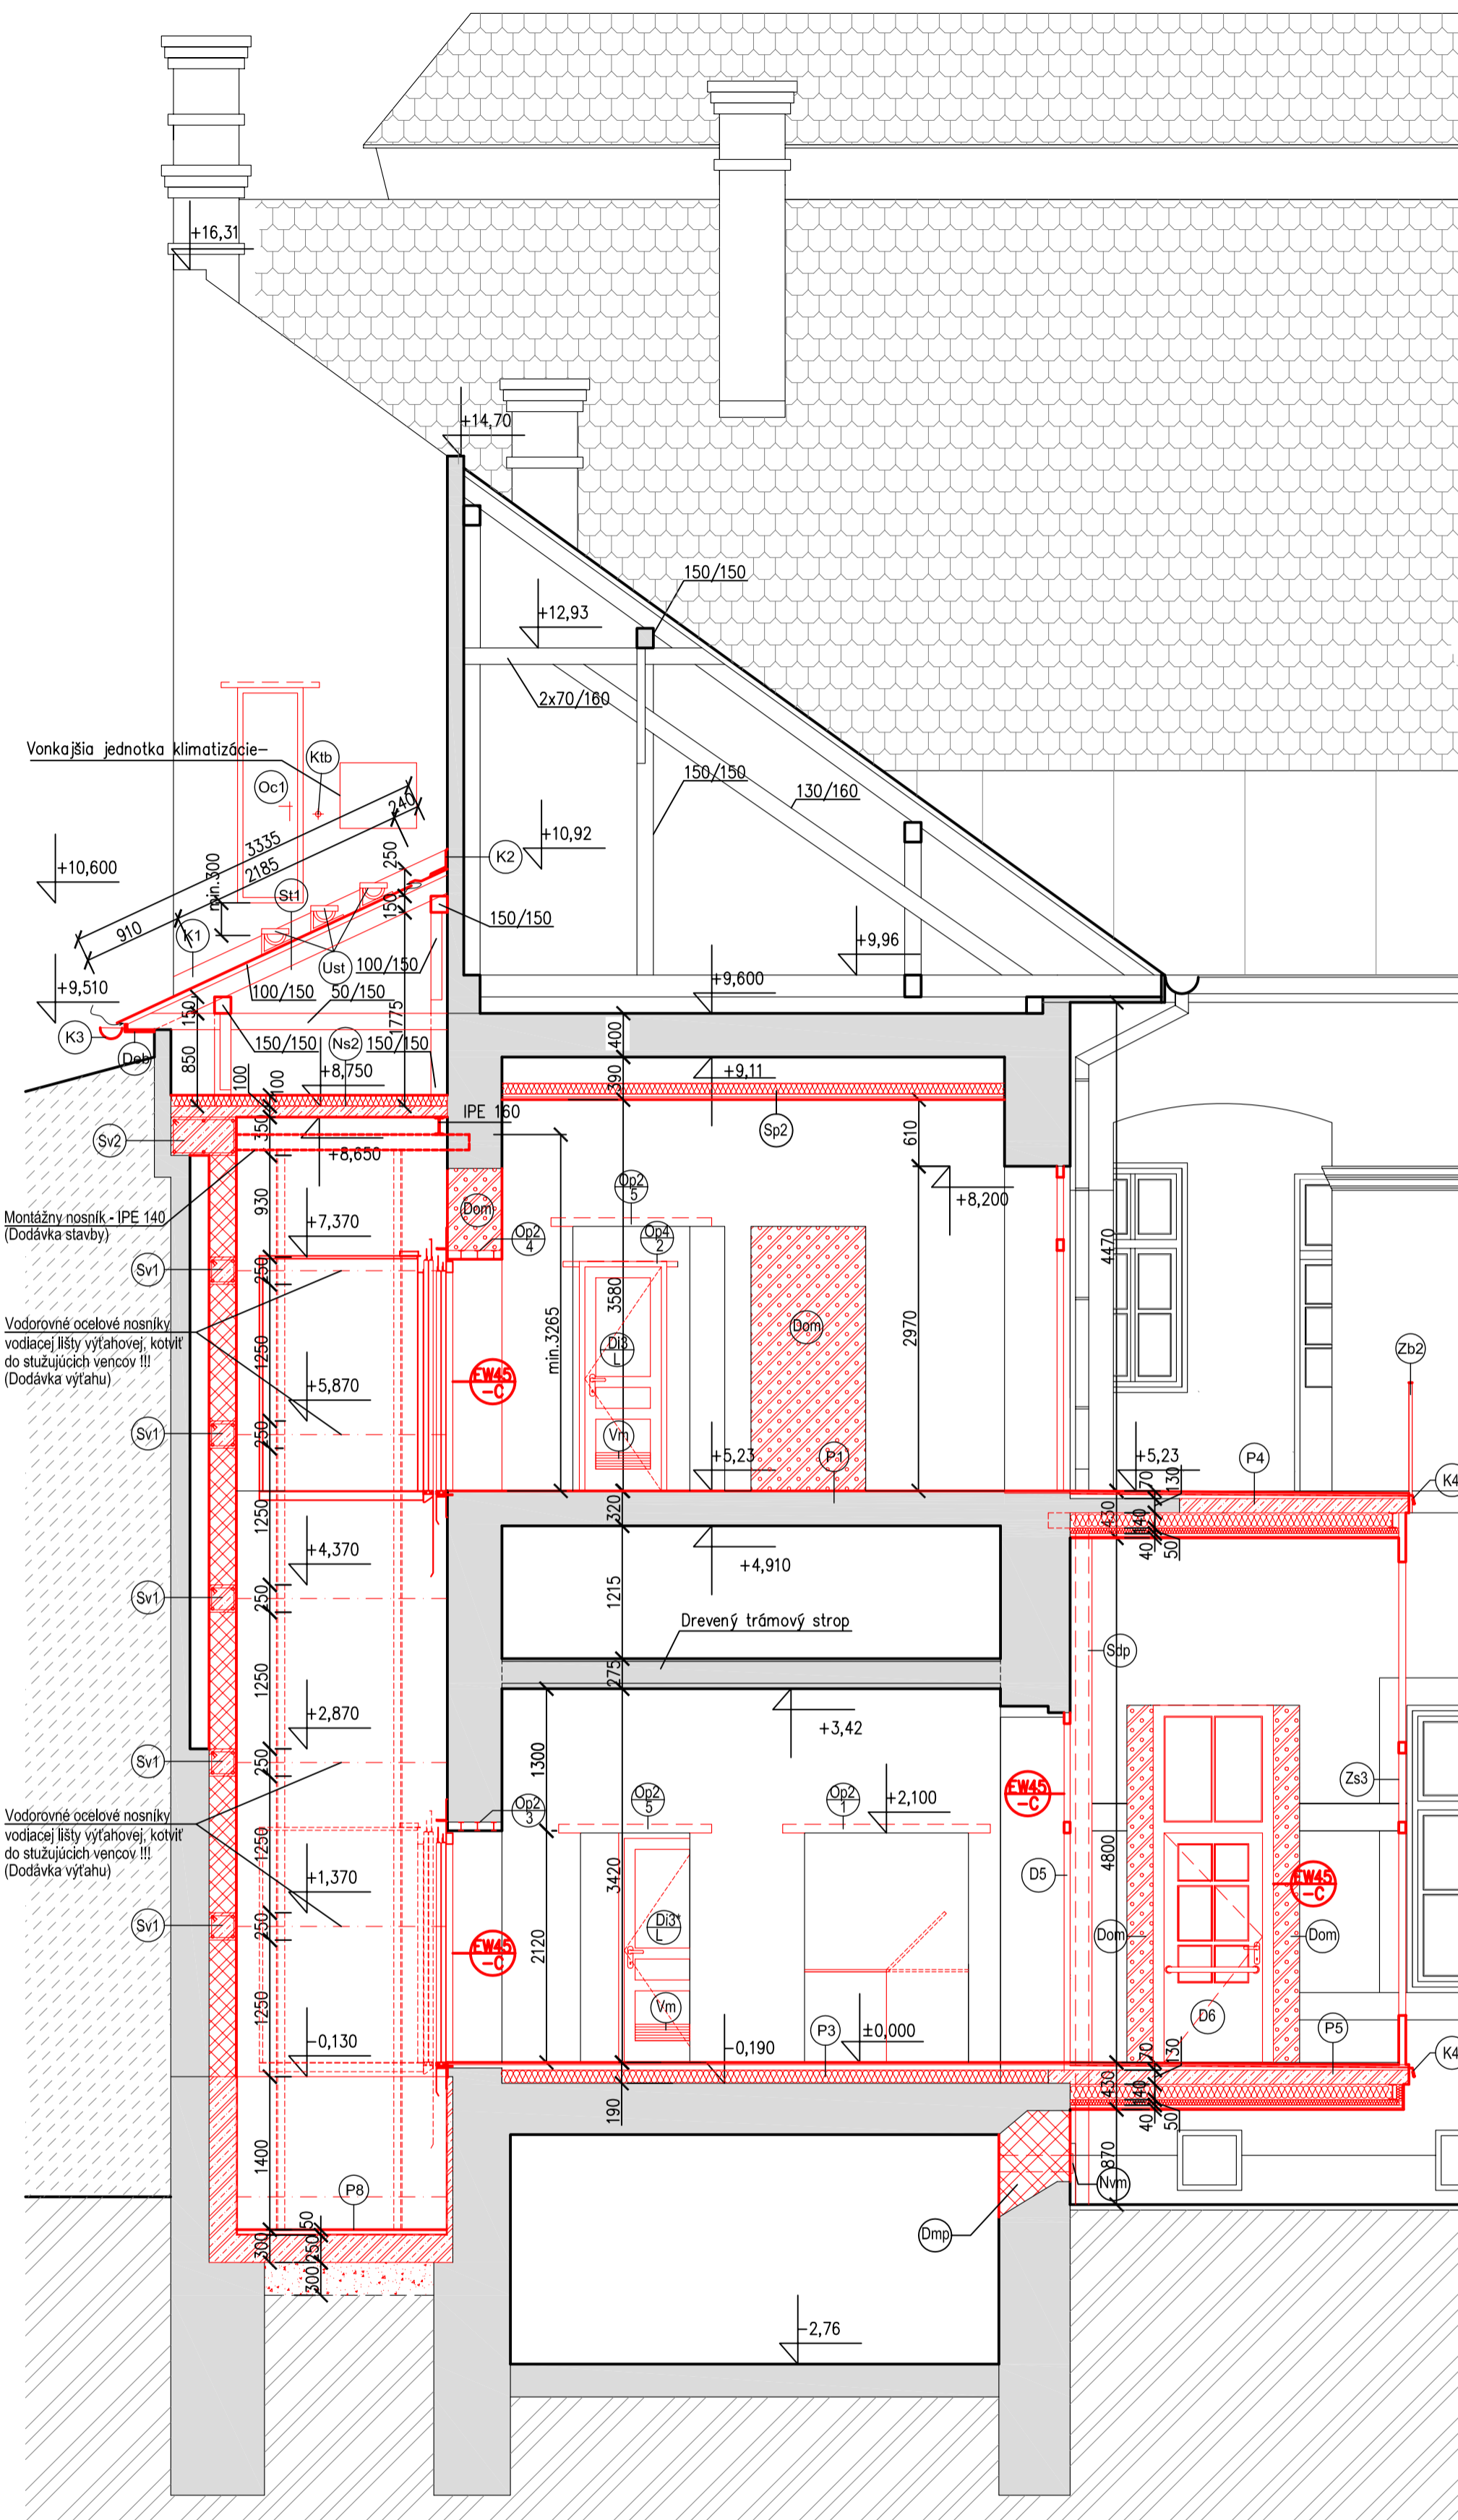 +16,31
+14,70
150/150
+12,93
2x70/160
Vonkajšia jednotka klimatizácie-
Ktb
Oc1
150/150
130/160
240
3335
2185
+10,92
250
K2
+10,600
min.300
St1
150
150/150
910
K1
+9,96
Ust
100/150
+9,600
+9,510
100/150
50/150
150
1775
K3
Deb
850
150/150
Ns2
150/150
400
100
100
+8,750
390
+9,11
IPE 160
350
Sp2
Sv2
+8,650
610
Op2
5
+8,200
930
Dom
Montážny nosník - IPE 140
(Dodávka stavby)
+7,370
Op2
4
Op4
2
4470
Sv1
250
3580
Vodorovné ocelové nosníky
vodiacej lišty výťahovej, kotviť
do stužujúcich vencov !!!
(Dodávka výťahu)
1250
min.3265
Di3
L
Dom
2970
Zb2
EW45
-C
+5,870
Sv1
250
Vm
+5,23
P1
+5,23
P4
K4
70
130
1250
320
430
140
40
50
+4,370
+4,910
Sv1
250
1215
Drevený trámový strop
Sdp
1250
275
+2,870
+3,42
Sv1
250
1300
EW45
-C
Zs3
Vodorovné ocelové nosníky
vodiacej lišty výťahovej, kotviť
do stužujúcich vencov !!!
(Dodávka výťahu)
Op2
3
Op2
5
Op2
1
+2,100
1250
3420
4800
+1,370
D5
EW45
-C
Sv1
250
2120
Di3*
L
Dom
Dom
EW45
-C
1250
Vm
D6
-0,130
-0,190
P3
±0,000
P5
K4
70
130
190
430
140
40
50
1400
870
P8
Nvm
50
300
250
Dmp
300
-2,76